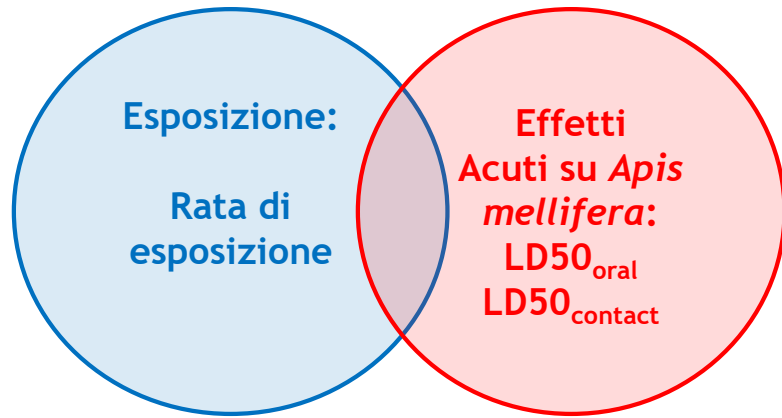 Esposizione:
Rata di
esposizione
Effetti
Acuti su Apis
mellifera:
LD50oral
LD50contact